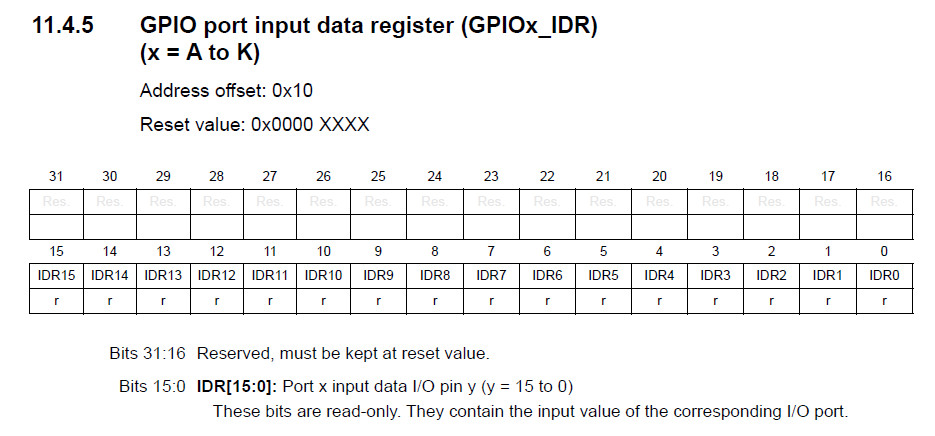 11.4.5 GPIO port input data register (GPIOx_IDR)
(x = A to K)
Address offset: 0x10
Reset value: 0x0000 XXXX
31 30 29 28 27 26 25 24 23 22 21 20 19 18 17 16
Res. Res. Res. Res. Res. Res. Res. Res. Res. Res. Res. Res. Res. Res. Res. Res.
15 14 13 12 11 10 9 8 7 6 5 4 3 2 1 0
IDR15 IDR14 IDR13 IDR12 IDR11 IDR10 IDR9 IDR8 IDR7 IDR6 IDR5 IDR4 IDR3 IDR2 IDR1 IDR0
r r r r r r r r r r r r r r r r
Bits 31:16 Reserved, must be kept at reset value.
Bits 15:0 IDR[15:0]: Port x input data I/O pin y (y = 15 to 0)
These bits are read-only. They contain the input value of the corresponding I/O port.